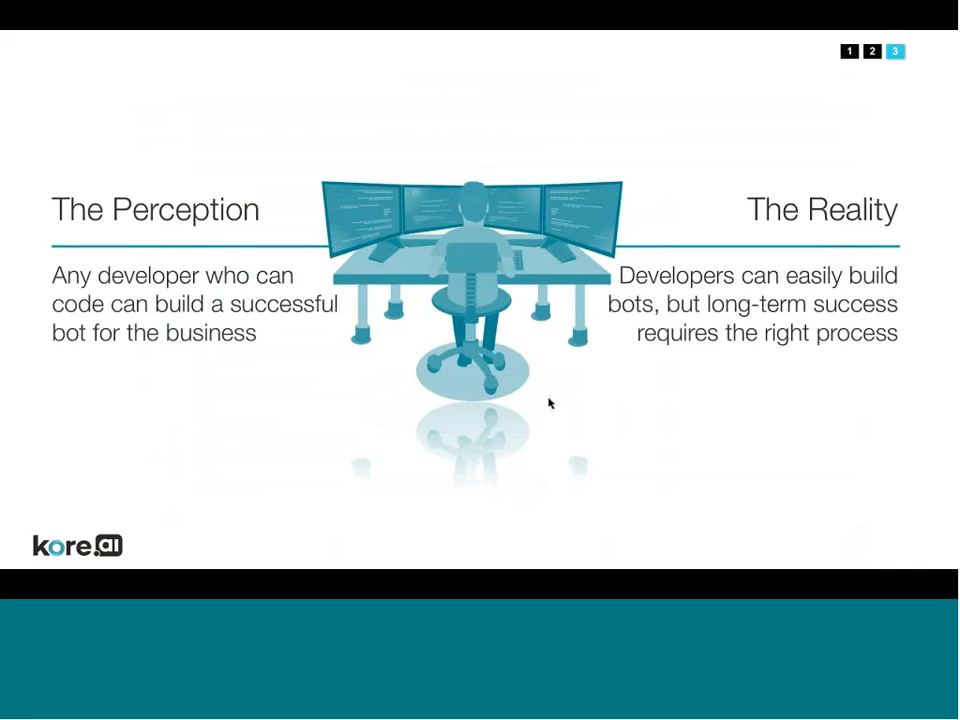 1 2 3
The Perception
Any developer who can
code can build a successful
bot for the business
The Reality
Developers can easily build
bots, but long-term success
requires the right process
kore.ai